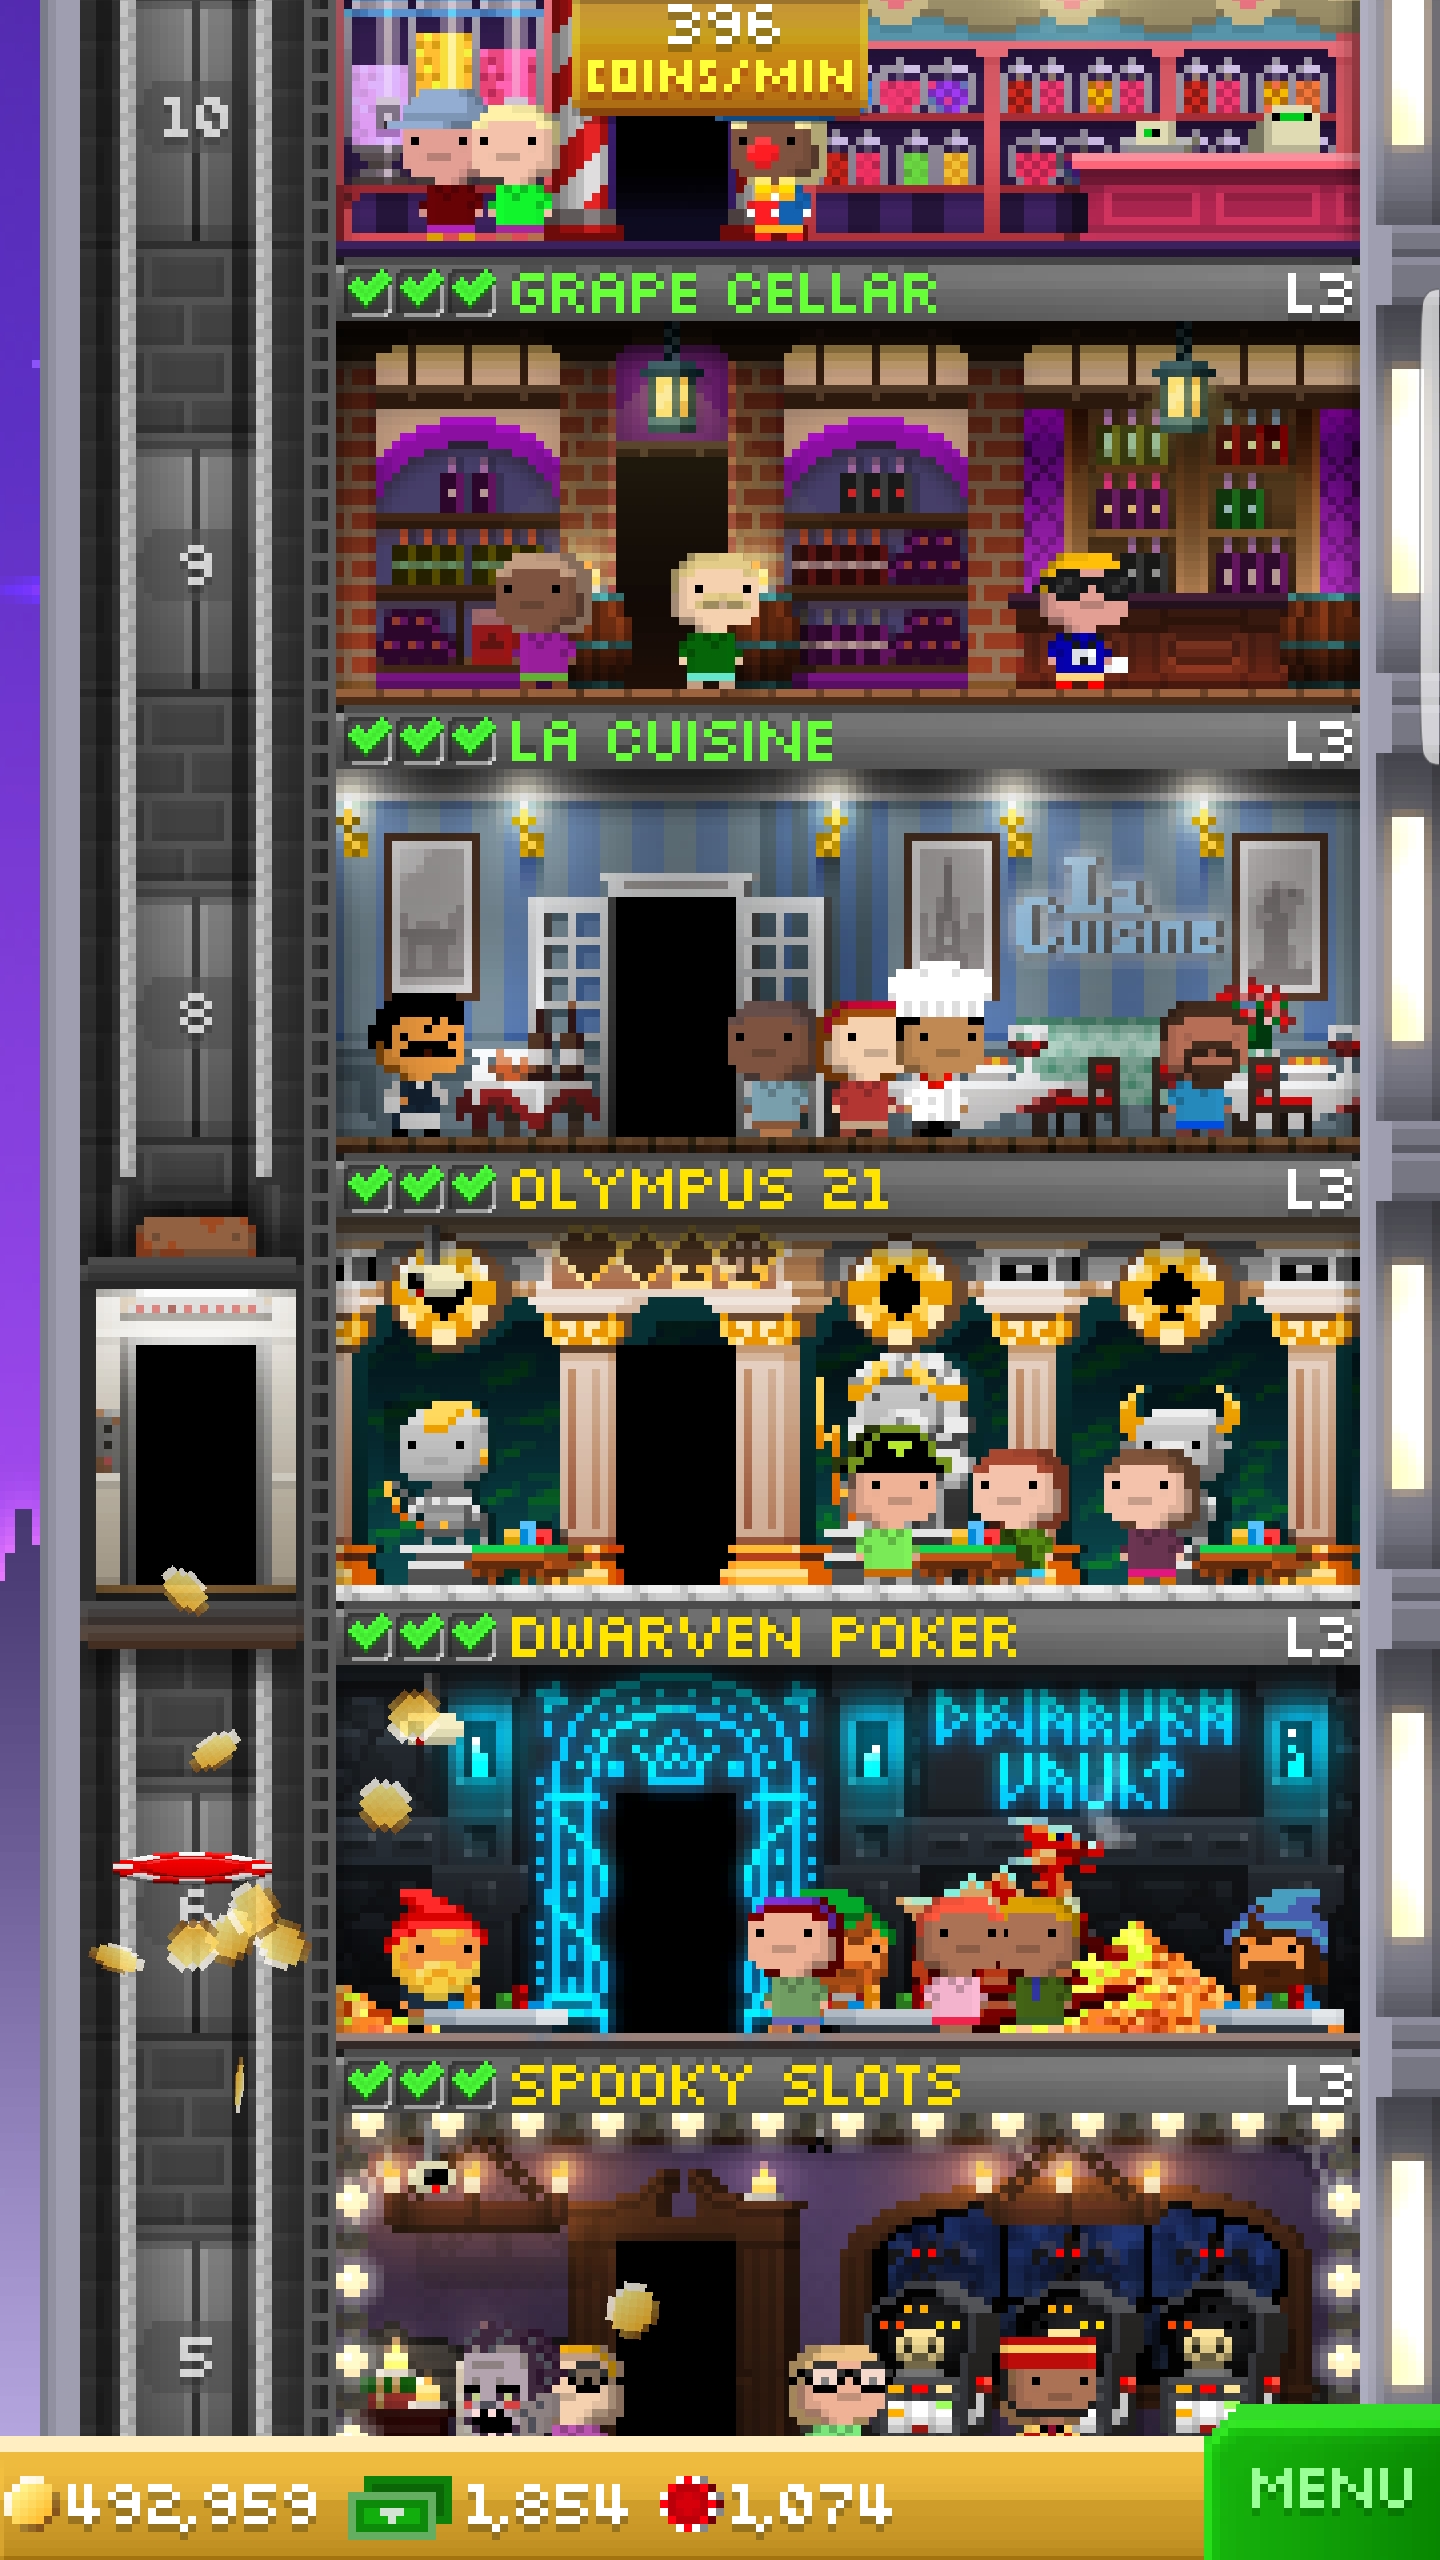 396
COINS/MIN
10
GRAPE CELLAR L3
9
LA CUISINE L3
La
Cuisine
8
OLYMPUS 21 L3
DWARVEN POKER L3
DWARVEN
VAULT
SPOOKY SLOTS L3
5
492,959 1,854 1,074
MENU